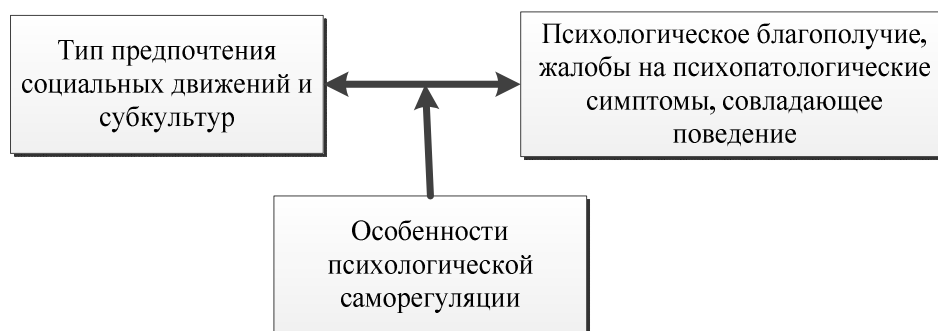 Тип предпочтения
социальных движений и
субкультур
Психологическое благополучие,
жалобы на психопатологические
симптомы, совладающее
поведение
Особенности
психологической
саморегуляции